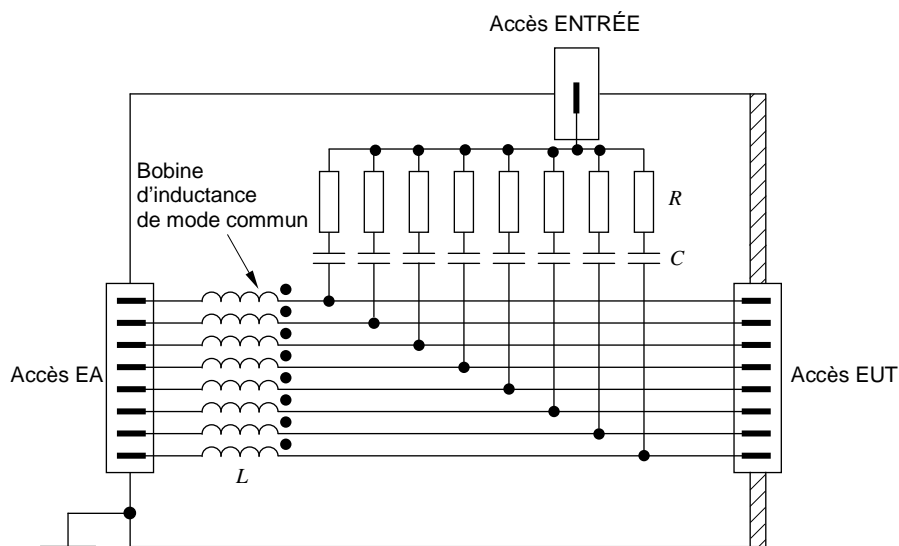 Accès ENTRÉE
Bobine
d'inductance
de mode commun
R
C
Accès EA
Accès EUT
L